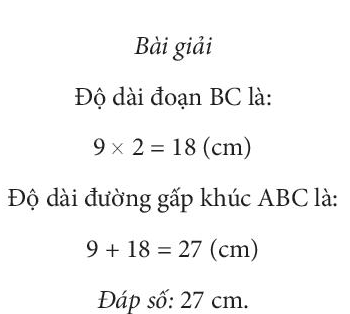 Bài giải
Độ dài đoạn BC là:
9 × 2 = 18 (cm)
Độ dài đường gấp khúc ABC là:
9 + 18 = 27 (cm)
Đáp số: 27 cm.